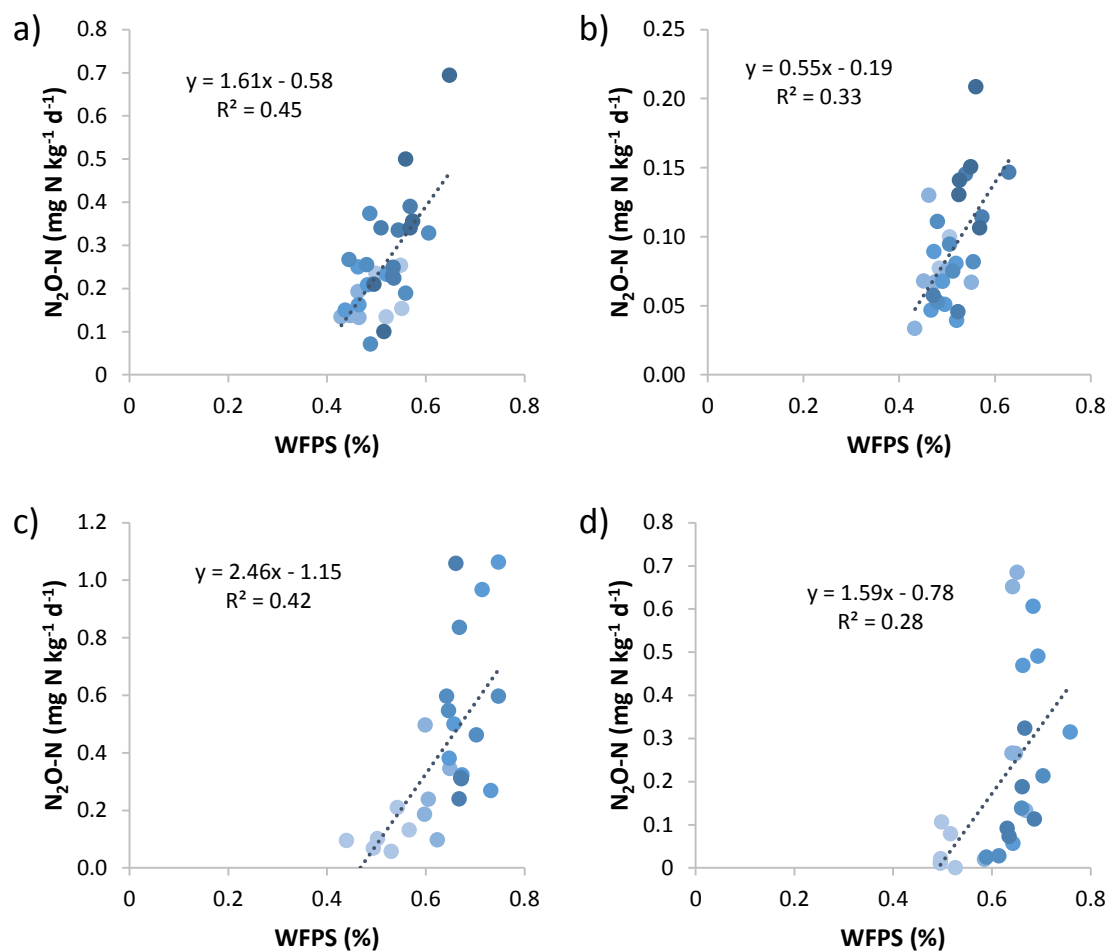 a)
N₂O-N (mg N kg⁻¹ d⁻¹)
0.8
0.7
0.6
0.5
0.4
0.3
0.2
0.1
0
y = 1.61x - 0.58
R² = 0.45
0 0.2 0.4 0.6 0.8
WFPS (%)
b)
N₂O-N (mg N kg⁻¹ d⁻¹)
0.25
0.20
0.15
0.10
0.05
0.00
y = 0.55x - 0.19
R² = 0.33
0 0.2 0.4 0.6 0.8
WFPS (%)
c)
N₂O-N (mg N kg⁻¹ d⁻¹)
1.2
1.0
0.8
0.6
0.4
0.2
0.0
y = 2.46x - 1.15
R² = 0.42
0 0.2 0.4 0.6 0.8
WFPS (%)
d)
N₂O-N (mg N kg⁻¹ d⁻¹)
0.8
0.7
0.6
0.5
0.4
0.3
0.2
0.1
0
y = 1.59x - 0.78
R² = 0.28
0 0.2 0.4 0.6 0.8
WFPS (%)